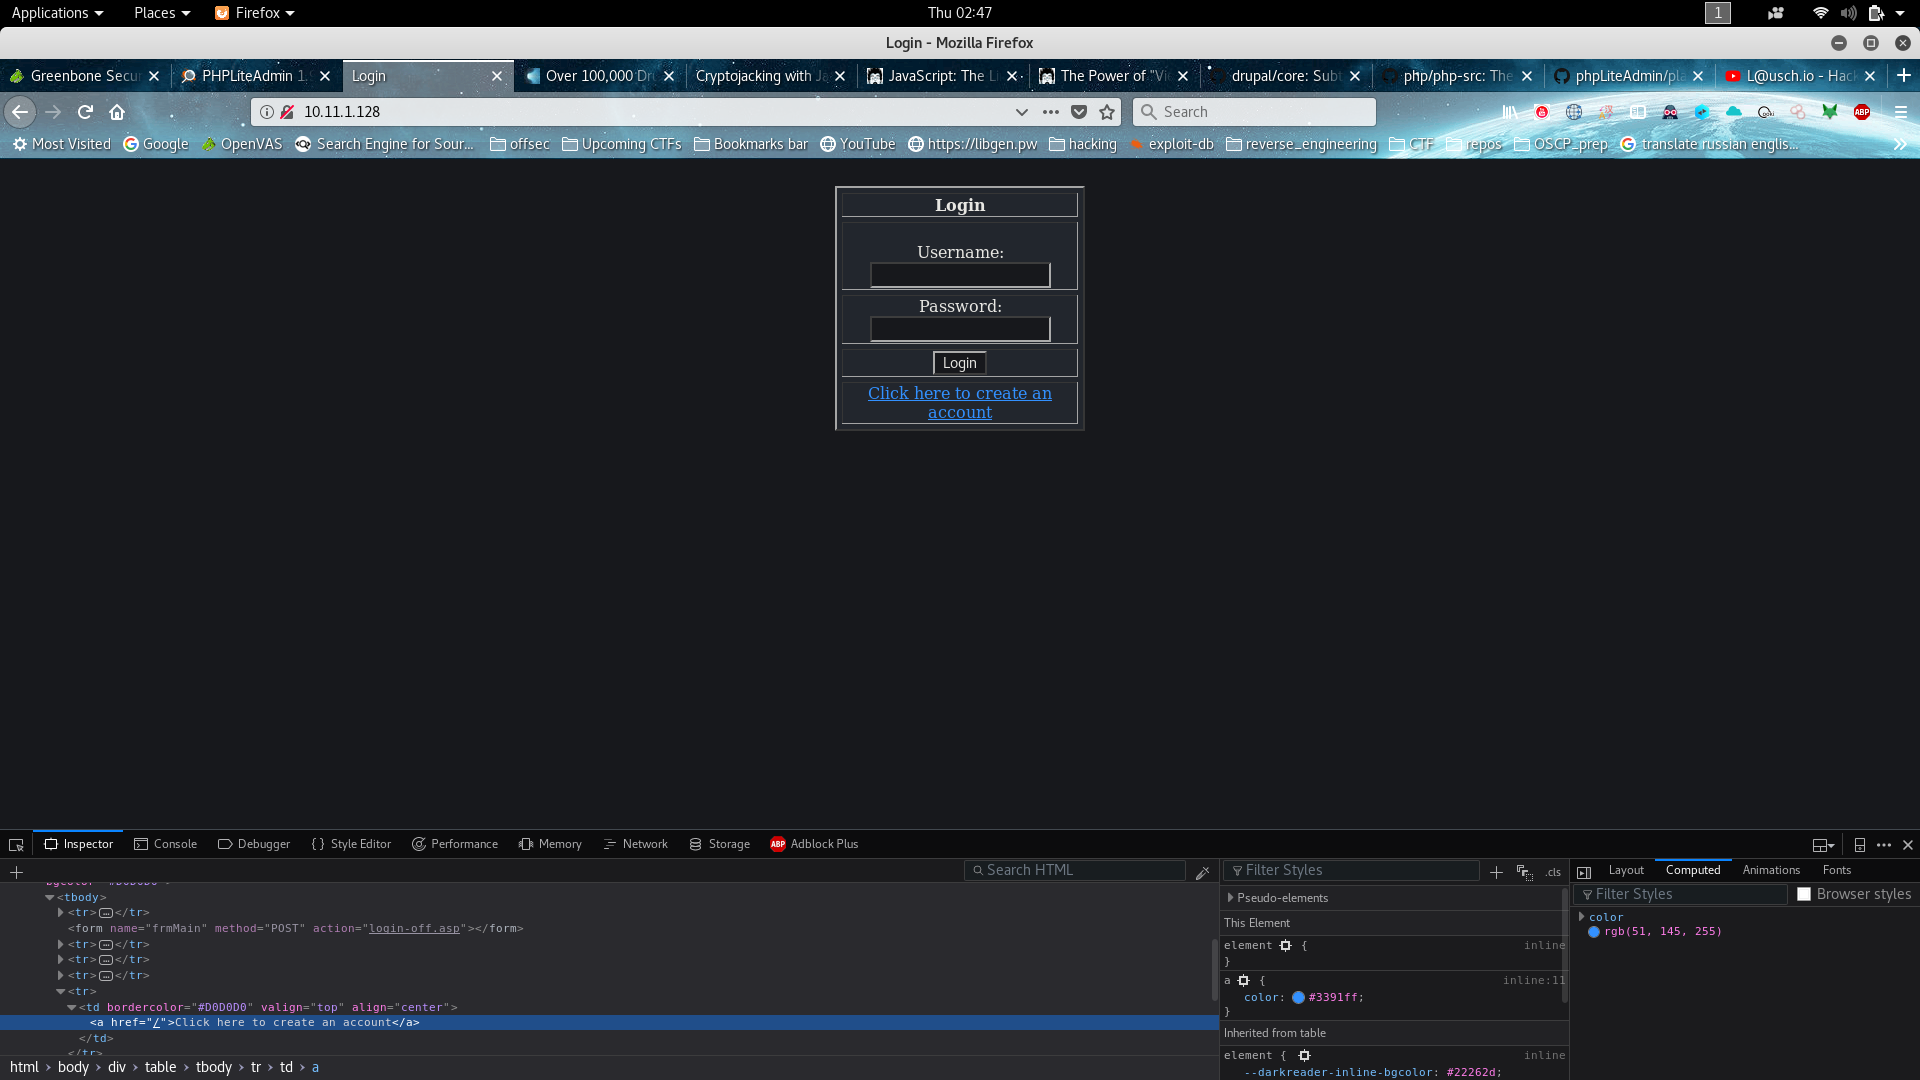 Applications Places Firefox Thu 02:47 1
Login - Mozilla Firefox
Greenbone Secu PHPLiteAdmin 1. Login Over 100,000 Dr Cryptojacking with Ja JavaScript: The L The Power of "Vi drupal/core: Sub php/php-src: The phpLiteAdmin/pla L@usch.io - Hack
10.11.1.128 Search
Most Visited Google OpenVAS Search Engine for Sour... offsec Upcoming CTFs Bookmarks bar YouTube https://libgen.pw hacking exploit-db reverse_engineering CTF repos OSCP_prep translate russian englis...
Login
Username:
Password:
Login
Click here to create an
account
Inspector Console Debugger Style Editor Performance Memory Network Storage Adblock Plus
Search HTML Filter Styles .cls Layout Computed Animations Fonts
Filter Styles Browser styles
<tbody>
<tr></tr>
<form name="frmMain" method="POST" action="login-off.asp"></form>
<tr></tr>
<tr></tr>
<tr></tr>
<tr>
<td bordercolor="#D0D0D0" valign="top" align="center">
<a href="/">Click here to create an account</a>
</td>
</tr>
html body div table tbody tr td a
Pseudo-elements
This Element
element { inline
}
a { inline:11
color: #3391ff;
}
Inherited from table
element { inline
--darkreader-inline-bgcolor: #22262d;
color
rgb(51, 145, 255)